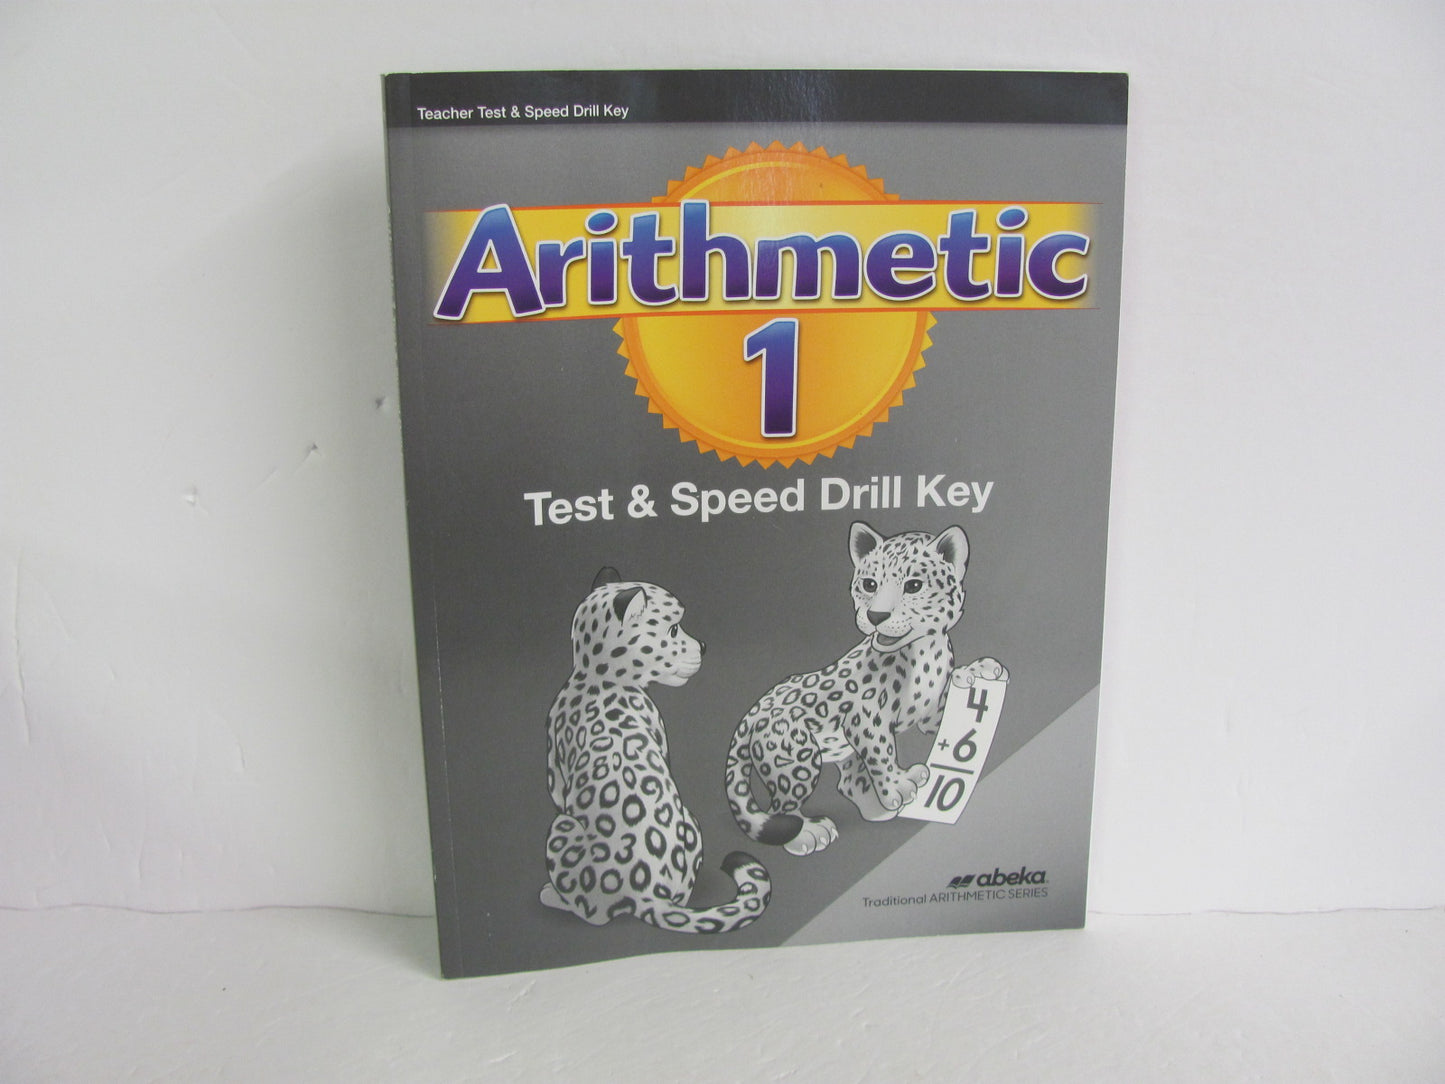 Teacher Test & Speed Drill Key
Arithmetic
1
Test & Speed Drill Key
4
+6
10
abeka
Traditional ARITHMETIC SERIES